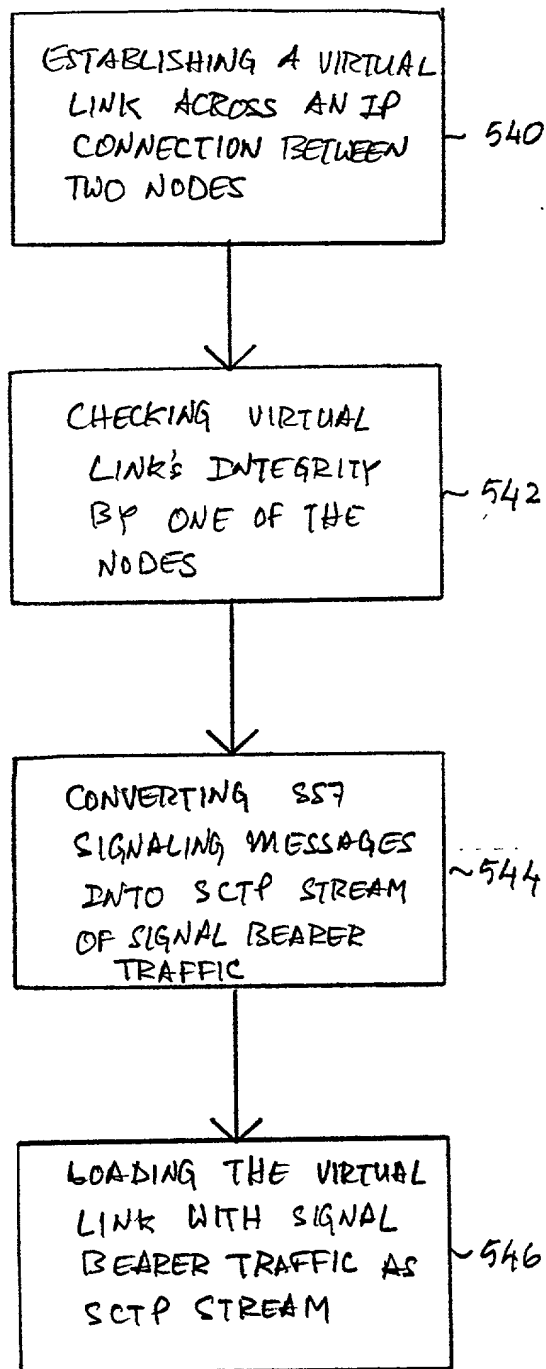 ESTABLISHING A VIRTUAL
LINK ACROSS AN IP
CONNECTION BETWEEN
TWO NODES
~ 540
CHECKING VIRTUAL
LINK'S INTEGRITY
BY ONE OF THE
NODES
~ 542
CONVERTING SS7
SIGNALING MESSAGES
INTO SCTP STREAM
OF SIGNAL BEARER
TRAFFIC
~ 544
LOADING THE VIRTUAL
LINK WITH SIGNAL
BEARER TRAFFIC AS
SCTP STREAM
~ 546